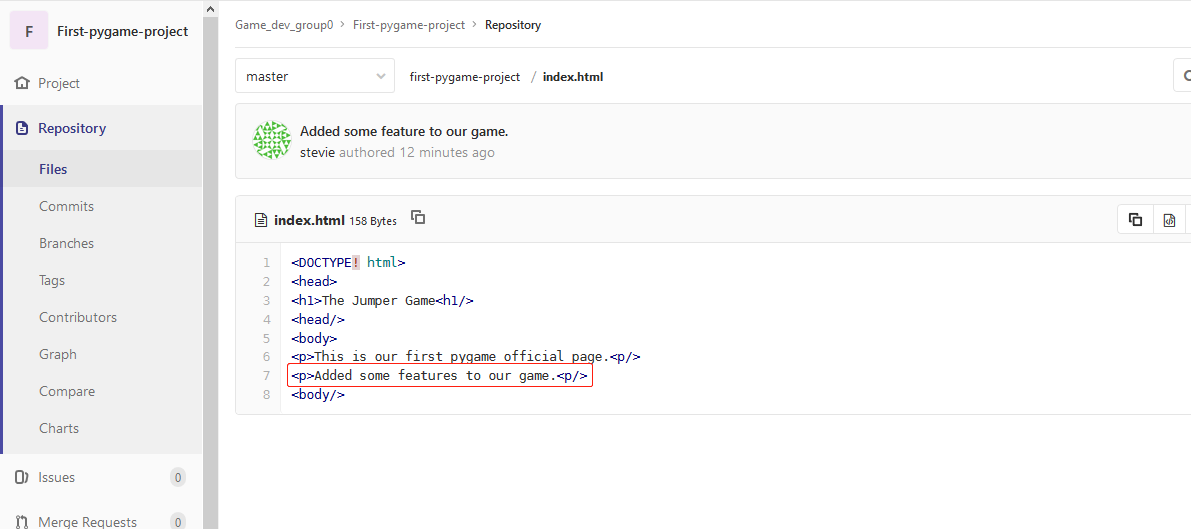 F First-pygame-project
Project
Repository
Files
Commits
Branches
Tags
Contributors
Graph
Compare
Charts
Issues 0
Merge Requests 0
Game_dev_group0 > First-pygame-project > Repository
master first-pygame-project / index.html
Added some feature to our game.
stevie authored 12 minutes ago
index.html 158 Bytes
1 <DOCTYPE! html>
2 <head>
3 <h1>The Jumper Game<h1/>
4 <head/>
5 <body>
6 <p>This is our first pygame official page.<p/>
7 <p>Added some features to our game.<p/>
8 <body/>